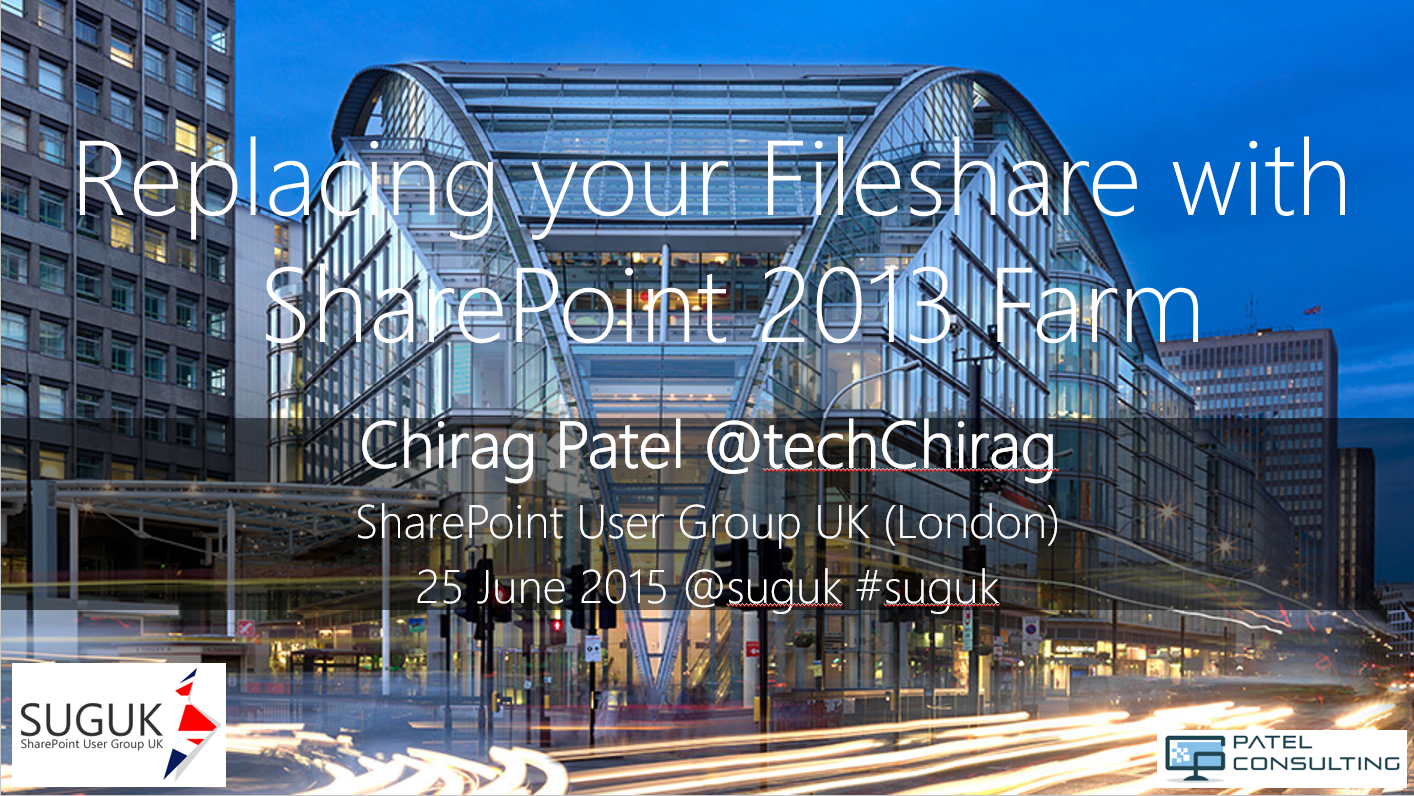 Replacing your Fileshare with
SharePoint 2013 Farm
Chirag Patel @techChirag
SharePoint User Group UK (London)
25 June 2015 @suguk #suguk
SUGUK
SharePoint User Group UK
PATEL
CONSULTING